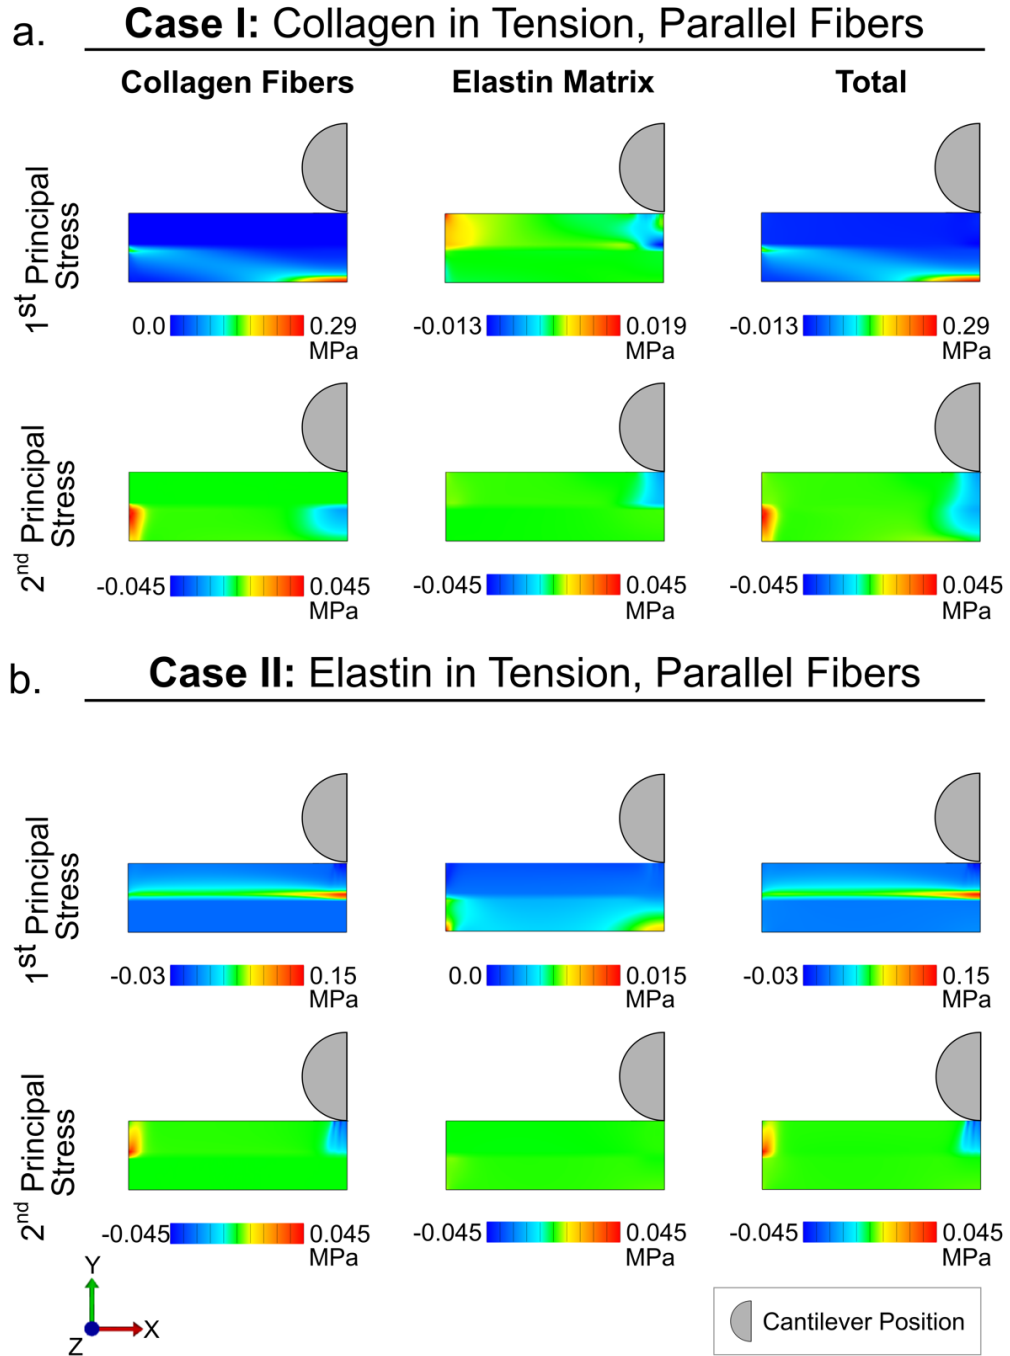 a.
Case I: Collagen in Tension, Parallel Fibers
Collagen Fibers Elastin Matrix Total
1st Principal
Stress
0.0 0.29
MPa
-0.013 0.019
MPa
-0.013 0.29
MPa
2nd Principal
Stress
-0.045 0.045
MPa
-0.045 0.045
MPa
-0.045 0.045
MPa
b.
Case II: Elastin in Tension, Parallel Fibers
1st Principal
Stress
-0.03 0.15
MPa
0.0 0.015
MPa
-0.03 0.15
MPa
2nd Principal
Stress
-0.045 0.045
MPa
-0.045 0.045
MPa
-0.045 0.045
MPa
Y
X
Z
Cantilever Position